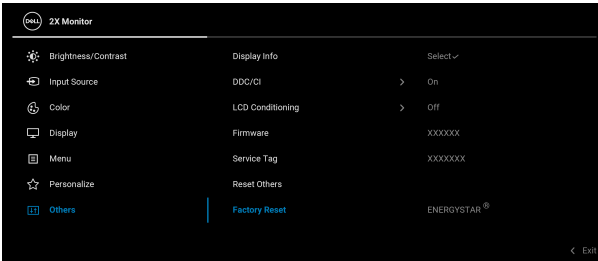 DELL 2X Monitor
Brightness/Contrast Display Info Select✓
Input Source DDC/CI > On
Color LCD Conditioning > Off
Display Firmware XXXXXX
Menu Service Tag XXXXXXX
Personalize Reset Others
Others Factory Reset ENERGYSTAR ®
< Exit